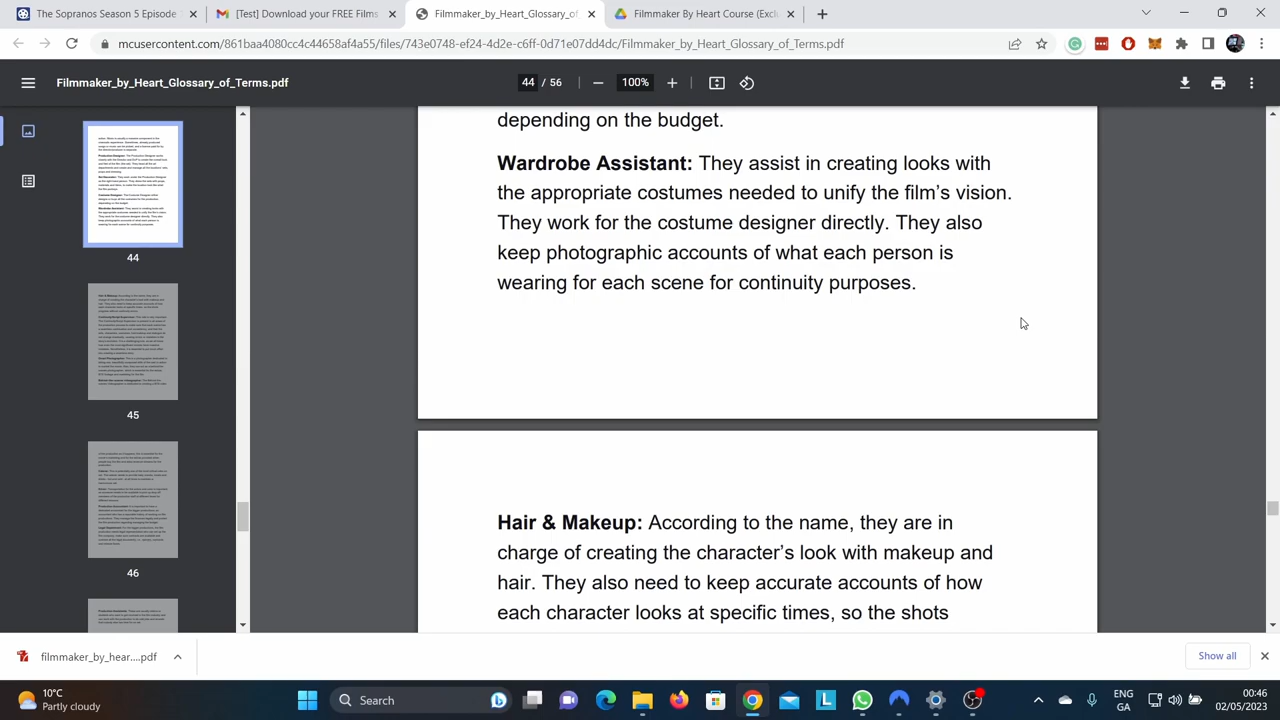 The Sopranos Season 5 Episode
[Test] Download your FREE Films
Filmmaker_by_Heart_Glossary_of_
Filmmaker By Heart Course (Exclu
mcusercontent.com/861baa4080cc4c44658af4a5f/files/743e0748-ef24-4d2e-c6ff-0d71e07dd4dc/Filmmaker_by_Heart_Glossary_of_Terms.pdf
Filmmaker_by_Heart_Glossary_of_Terms.pdf
44 / 56
100%
depending on the budget.
Wardrobe Assistant: They assist in creating looks with
the appropriate costumes needed to unify the film's vision.
They work for the costume designer directly. They also
keep photographic accounts of what each person is
wearing for each scene for continuity purposes.
Hair & Makeup: According to the name, they are in
charge of creating the character's look with makeup and
hair. They also need to keep accurate accounts of how
each character looks at specific times, so the shots
44
45
46
filmmaker_by_hear....pdf
Show all
10°C
Partly cloudy
Search
ENG
GA
00:46
02/05/2023